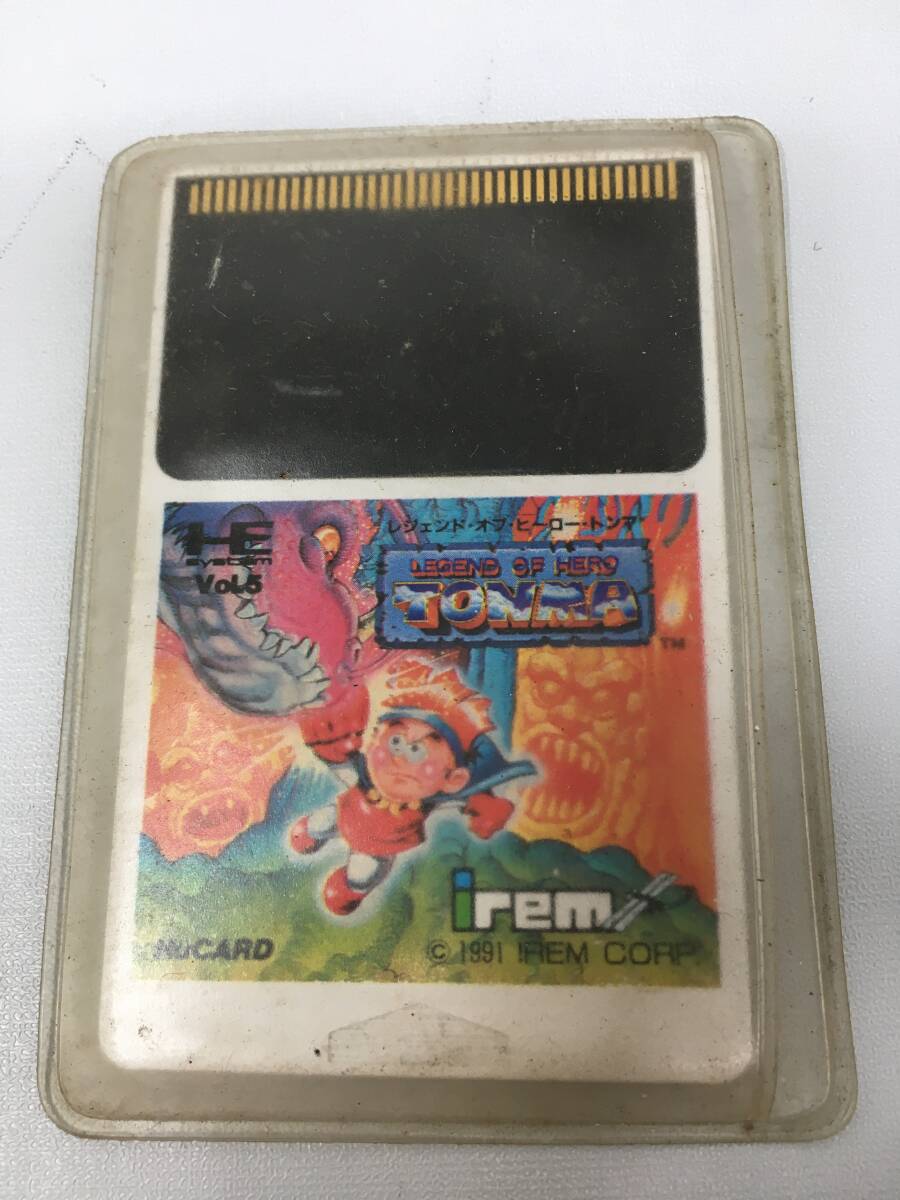 レジェンド・オブ・ヒーロー・トンマ
HE
system
Vol.5
LEGEND OF HERO
TONMA
TM
irem
HuCARD
© 1991 IREM CORP.